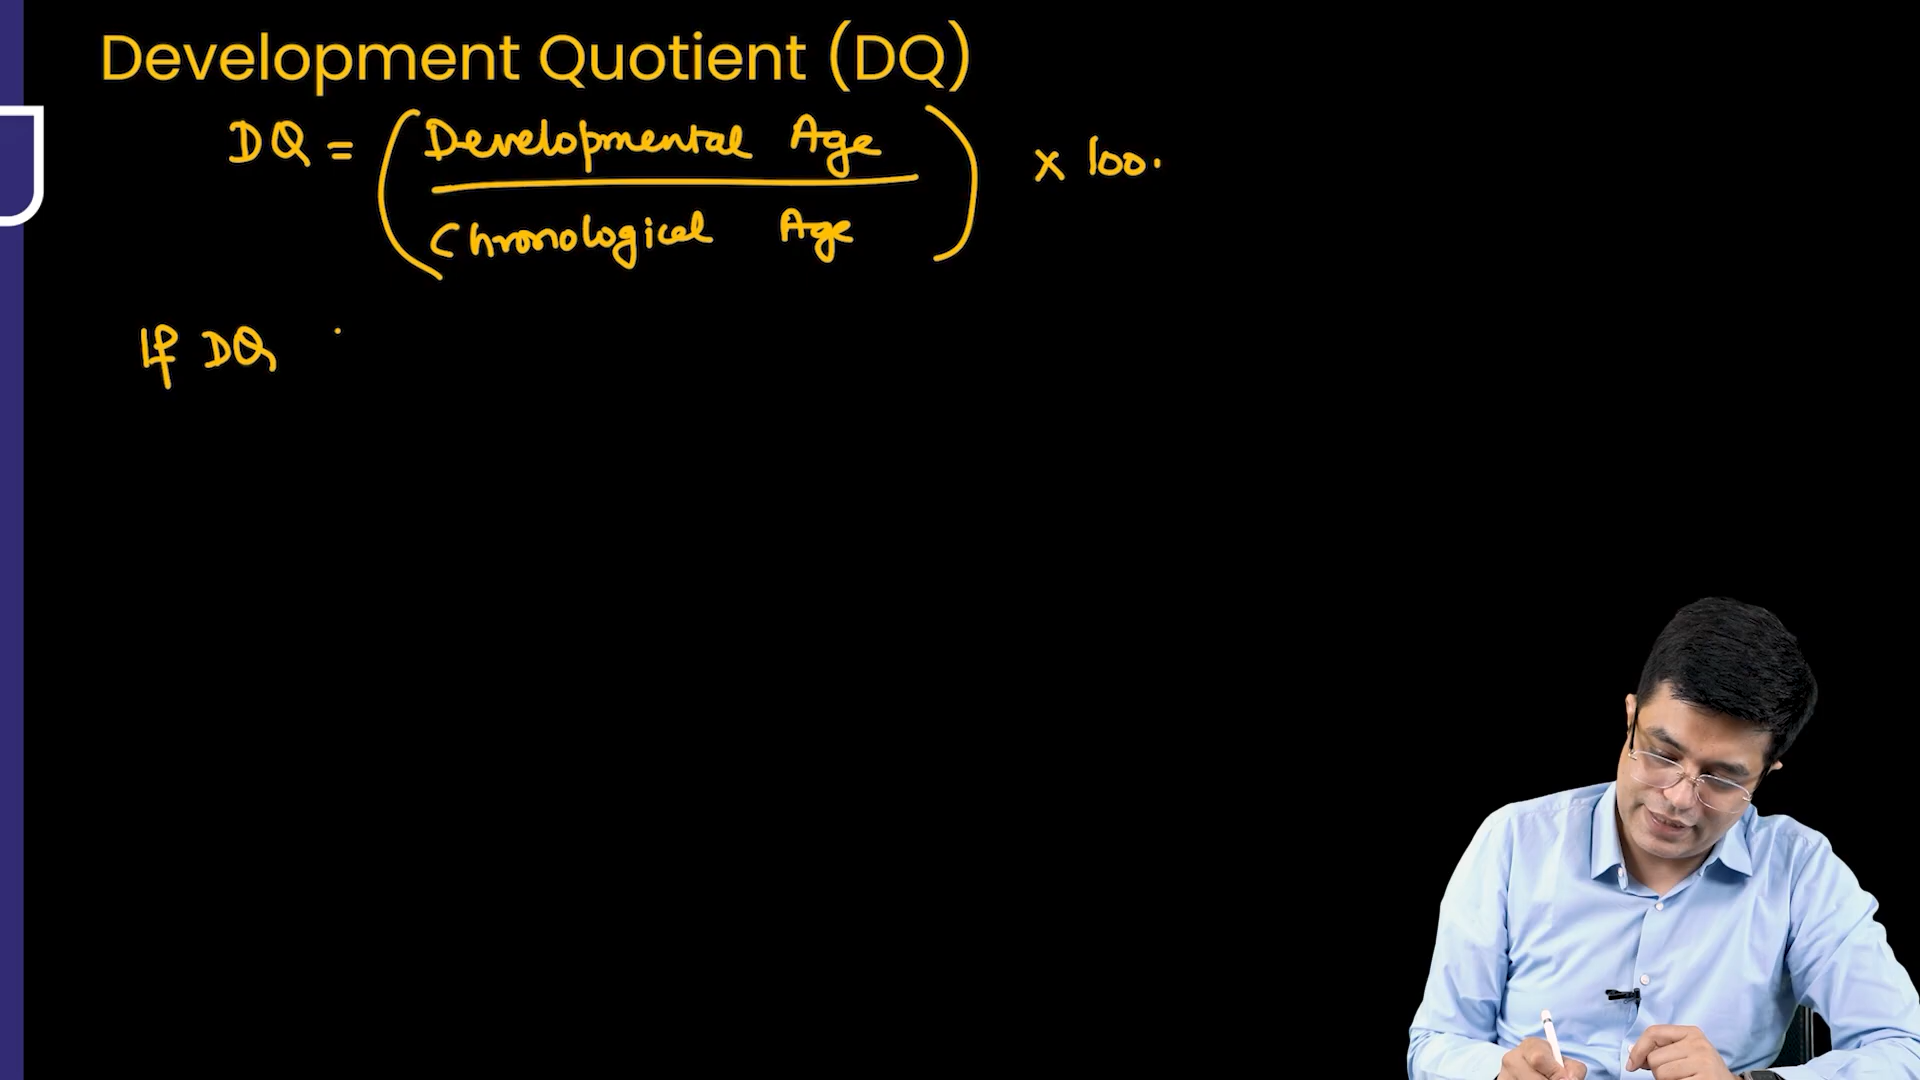 Development Quotient (DQ)
DQ = (Developmental Age / Chronological Age) × 100.
If DQ